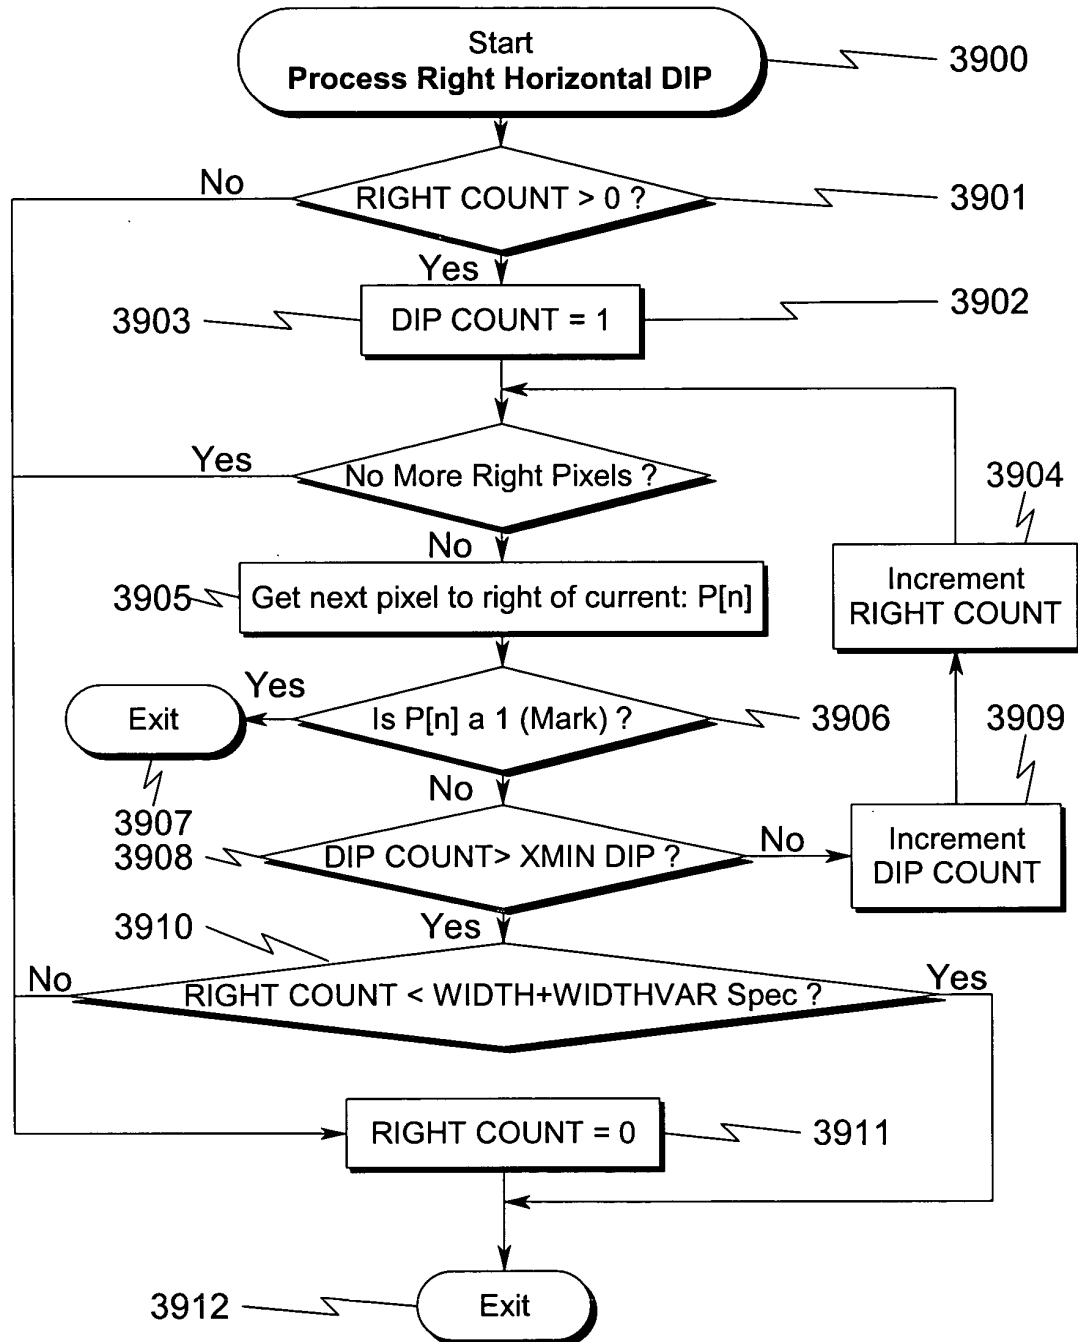 Start
Process Right Horizontal DIP
3900
No
RIGHT COUNT > 0 ?
3901
Yes
3903
DIP COUNT = 1
3902
Yes
No More Right Pixels ?
3904
No
3905
Get next pixel to right of current: P[n]
Increment
RIGHT COUNT
Yes
Exit
Is P[n] a 1 (Mark) ?
3906
3909
3907
No
3908
DIP COUNT> XMIN DIP ?
No
Increment
DIP COUNT
3910
Yes
No
RIGHT COUNT < WIDTH+WIDTHVAR Spec ?
Yes
RIGHT COUNT = 0
3911
3912
Exit